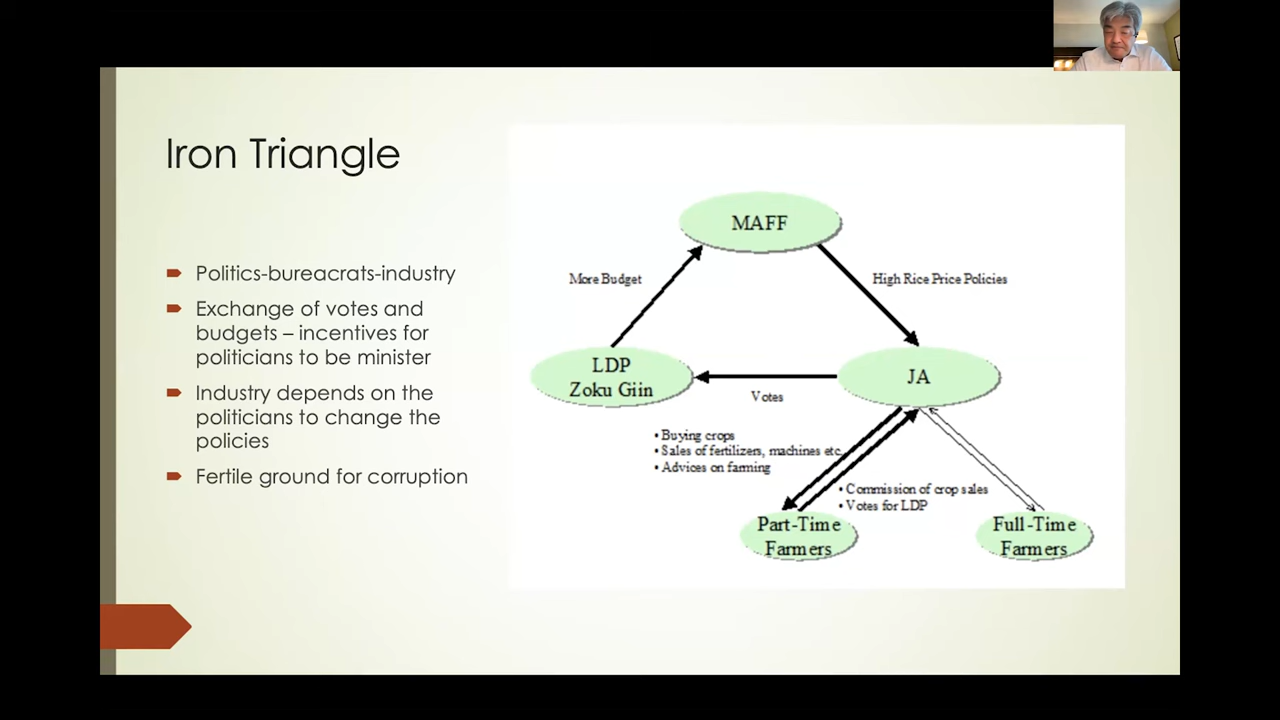 Iron Triangle
Politics-bureacrats-industry
Exchange of votes and
budgets – incentives for
politicians to be minister
Industry depends on the
politicians to change the
policies
Fertile ground for corruption
MAFF
More Budget
High Rice Price Policies
LDP
Zoku Giin
JA
Votes
• Buying crops
• Sales of fertilizers, machines etc.
• Advices on farming
• Commission of crop sales
• Votes for LDP
Part-Time
Farmers
Full-Time
Farmers